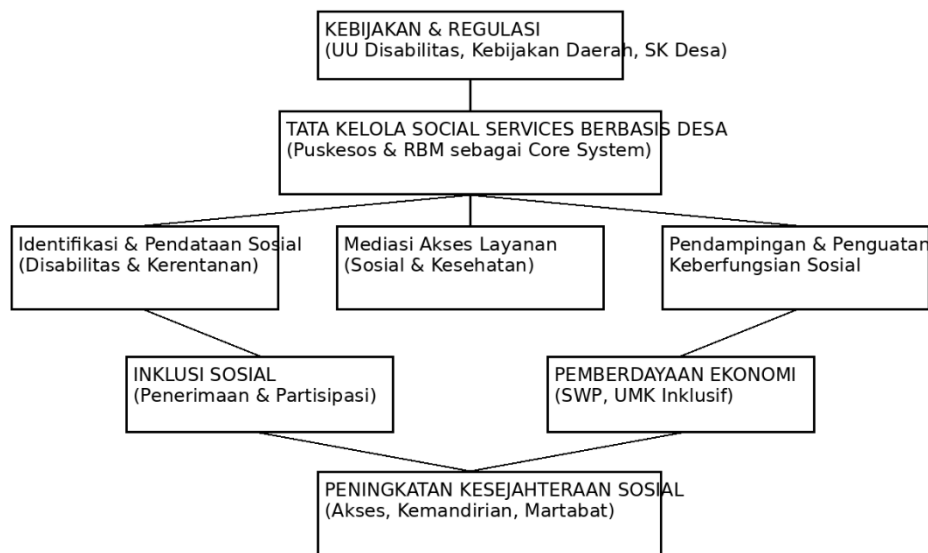 KEBIJAKAN & REGULASI
(UU Disabilitas, Kebijakan Daerah, SK Desa)
TATA KELOLA SOCIAL SERVICES BERBASIS DESA
(Puskesos & RBM sebagai Core System)
Identifikasi & Pendataan Sosial
(Disabilitas & Kerentanan)
Mediasi Akses Layanan
(Sosial & Kesehatan)
Pendampingan & Penguatan
Keberfungsian Sosial
INKLUSI SOSIAL
(Penerimaan & Partisipasi)
PEMBERDAYAAN EKONOMI
(SWP, UMK Inklusif)
PENINGKATAN KESEJAHTERAAN SOSIAL
(Akses, Kemandirian, Martabat)